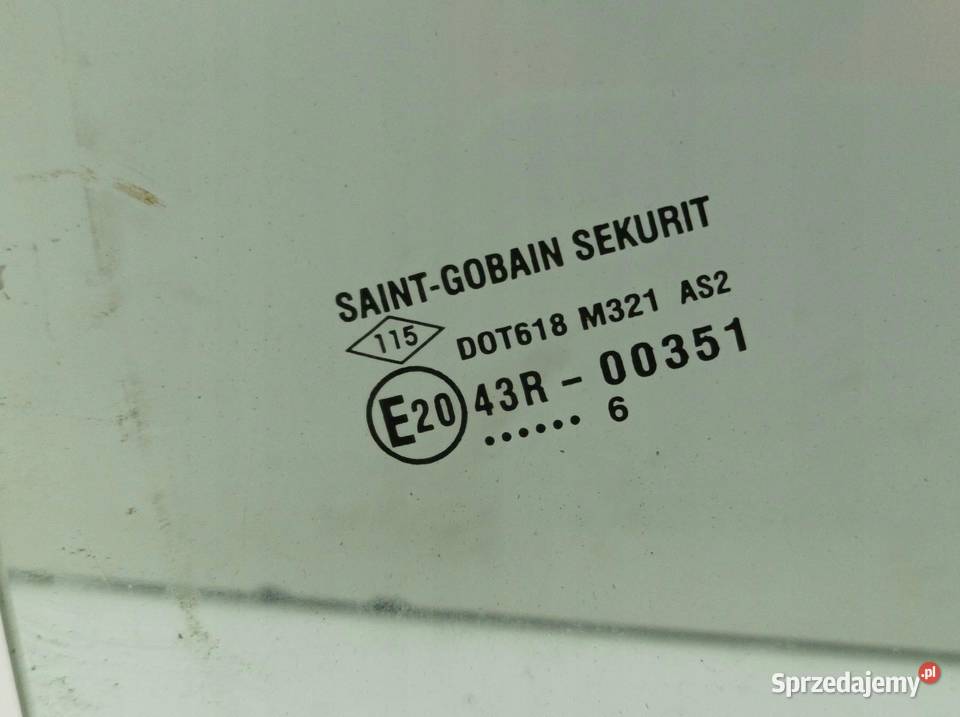 SAINT-GOBAIN SEKURIT
115 DOT618 M321 AS2
E20 43R - 00351
...... 6
Sprzedajemy.pl